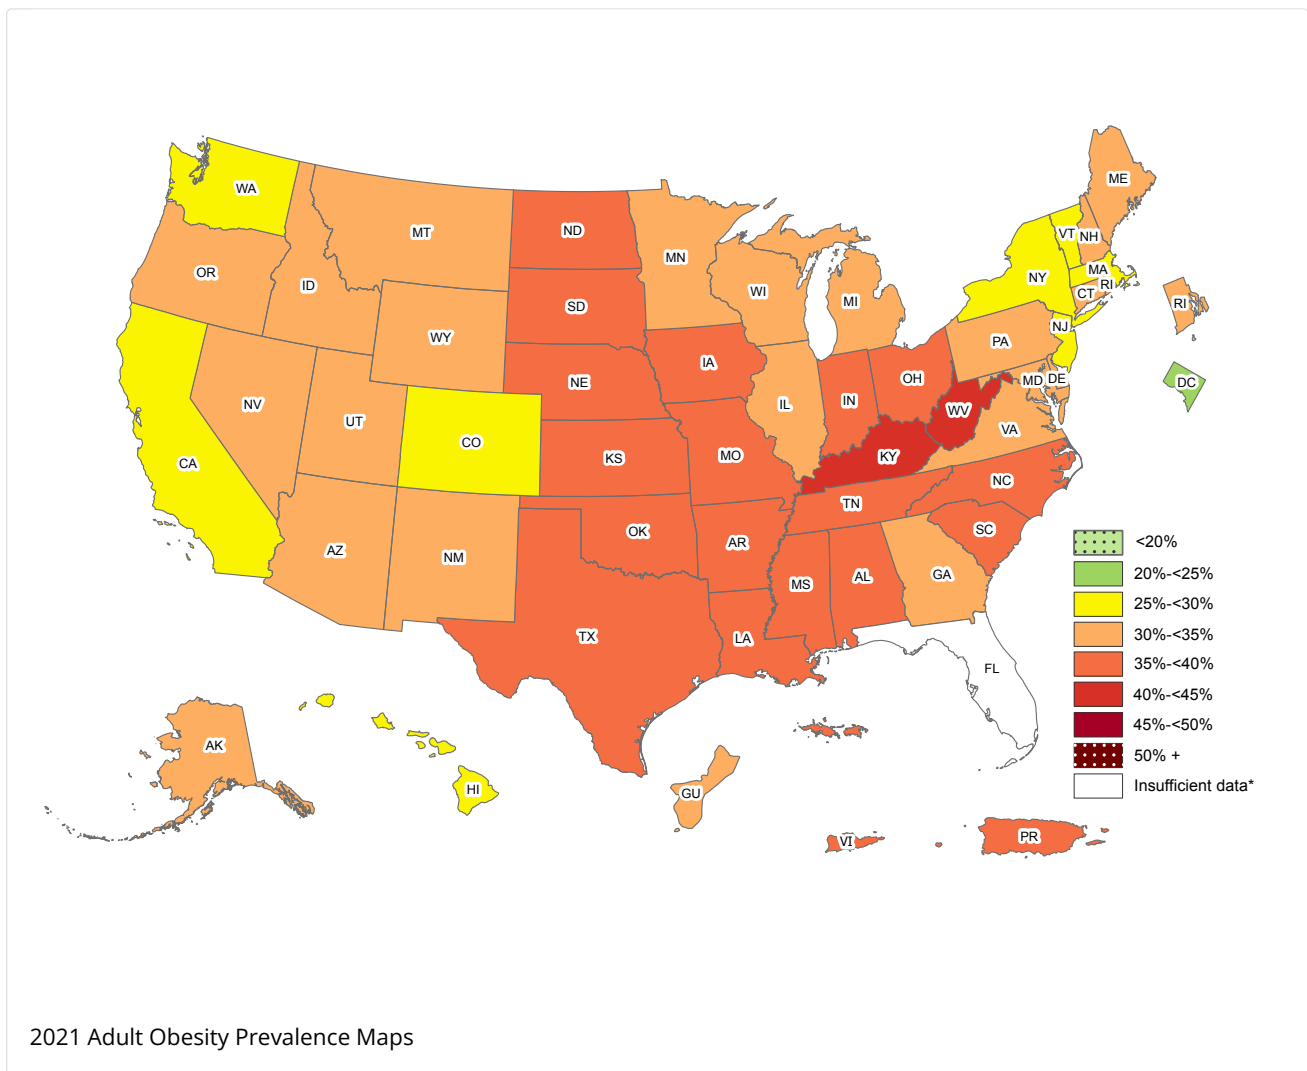 WA
MT
ND
MN
ME
OR
ID
SD
WI
MI
VT
NH
NY
MA
CT
RI
RI
WY
NE
IA
PA
NJ
DC
NV
UT
CO
IL
IN
OH
MD
DE
WV
VA
CA
KS
MO
KY
NC
TN
AZ
NM
OK
AR
SC
MS
AL
GA
TX
LA
FL
AK
HI
GU
VI
PR
<20%
20%-<25%
25%-<30%
30%-<35%
35%-<40%
40%-<45%
45%-<50%
50% +
Insufficient data*
2021 Adult Obesity Prevalence Maps